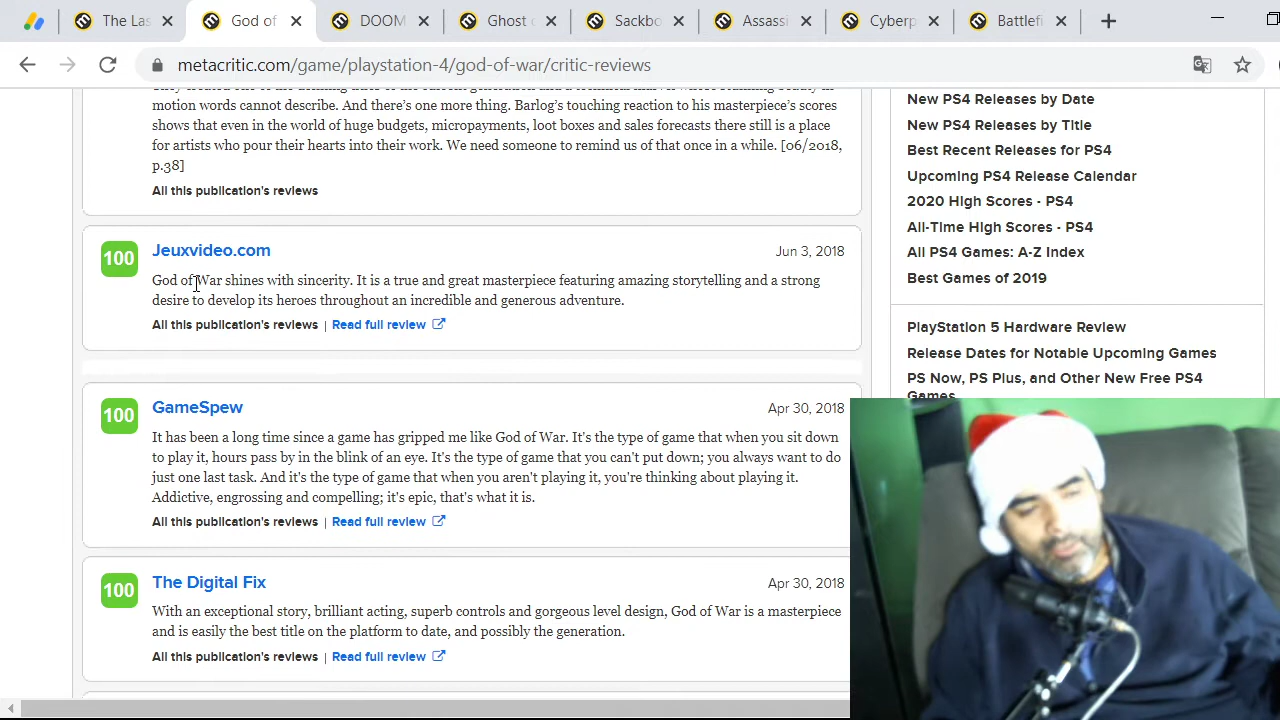 The Las
God of
DOOM
Ghost
Sackbo
Assassi
Cyberp
Battlefi
metacritic.com/game/playstation-4/god-of-war/critic-reviews
motion words cannot describe. And there's one more thing. Barlog's touching reaction to his masterpiece's scores
shows that even in the world of huge budgets, micropayments, loot boxes and sales forecasts there still is a place
for artists who pour their hearts into their work. We need someone to remind us of that once in a while. [06/2018,
p.38]
All this publication's reviews
100
Jeuxvideo.com
Jun 3, 2018
God of War shines with sincerity. It is a true and great masterpiece featuring amazing storytelling and a strong
desire to develop its heroes throughout an incredible and generous adventure.
All this publication's reviews | Read full review
100
GameSpew
Apr 30, 2018
It has been a long time since a game has gripped me like God of War. It's the type of game that when you sit down
to play it, hours pass by in the blink of an eye. It's the type of game that you can't put down; you always want to do
just one last task. And it's the type of game that when you aren't playing it, you're thinking about playing it.
Addictive, engrossing and compelling; it's epic, that's what it is.
All this publication's reviews | Read full review
100
The Digital Fix
Apr 30, 2018
With an exceptional story, brilliant acting, superb controls and gorgeous level design, God of War is a masterpiece
and is easily the best title on the platform to date, and possibly the generation.
All this publication's reviews | Read full review
New PS4 Releases by Date
New PS4 Releases by Title
Best Recent Releases for PS4
Upcoming PS4 Release Calendar
2020 High Scores - PS4
All-Time High Scores - PS4
All PS4 Games: A-Z Index
Best Games of 2019
PlayStation 5 Hardware Review
Release Dates for Notable Upcoming Games
PS Now, PS Plus, and Other New Free PS4
Games